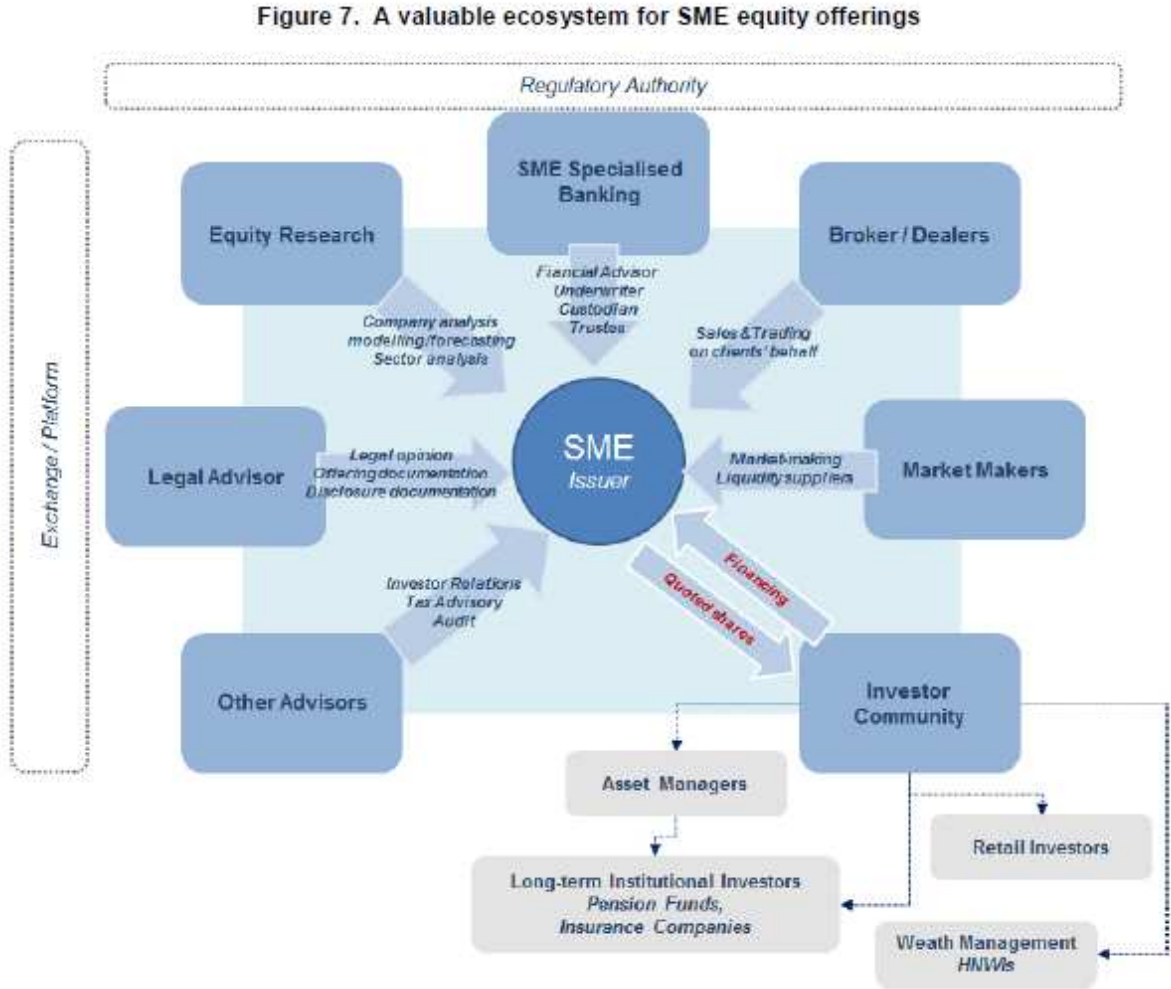 Figure 7. A valuable ecosystem for SME equity offerings
Regulatory Authority
Exchange / Platform
SME Specialised
Banking
Equity Research
Broker / Dealers
Financial Advisor
Underwriter
Custodian
Trustee
Company analysis
modelling/forecasting
Sector analysis
Sales & Trading
on clients' behalf
SME
Issuer
Legal Advisor
Legal opinion
Offering documentation
Disclosure documentation
Market-making
Liquidity suppliers
Market Makers
Investor Relations
Tax Advisory
Audit
Financing
Quoted shares
Other Advisors
Investor
Community
Asset Managers
Retail Investors
Long-term Institutional Investors
Pension Funds,
Insurance Companies
Weath Management
HNWIs